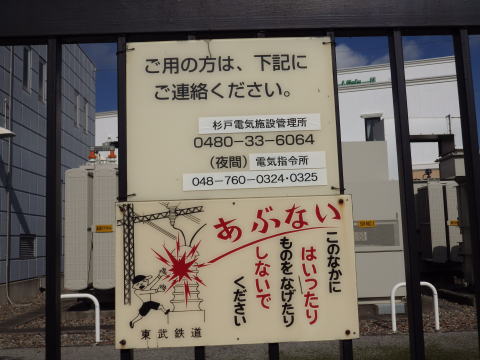 ご用の方は、下記に
ご連絡ください。
杉戸電気施設管理所
0480-33-6064
（夜間）電気指令所
048-760-0324・0325
あぶない
このなかに
はいつたり
ものをなげたり
しないで
ください
東武鉄道